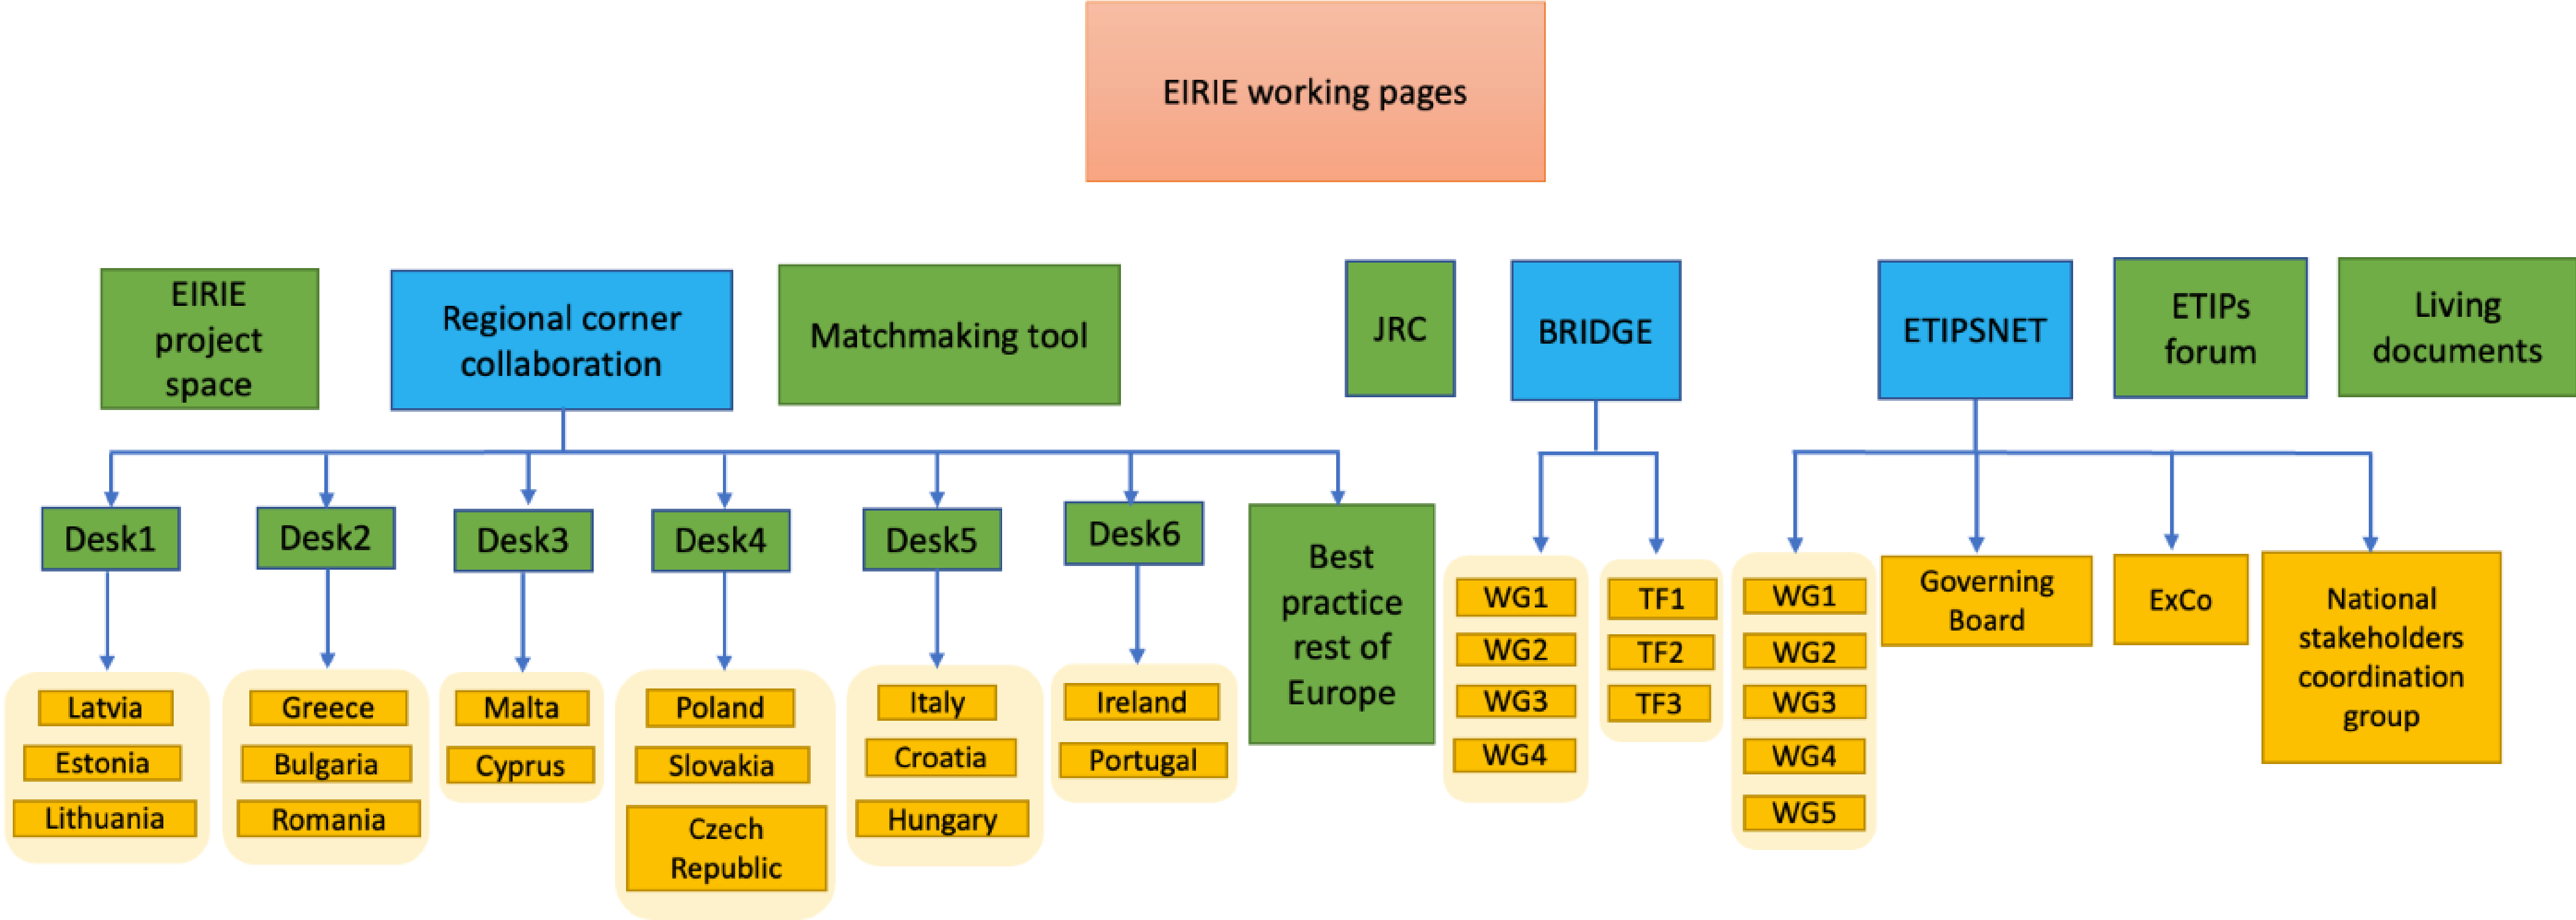 EIRIE working pages
EIRIE
project
space
Regional corner
collaboration
Matchmaking tool
JRC
BRIDGE
ETIPSNET
ETIPs
forum
Living
documents
Desk1
Desk2
Desk3
Desk4
Desk5
Desk6
Best
practice
rest of
Europe
Latvia
Estonia
Lithuania
Greece
Bulgaria
Romania
Malta
Cyprus
Poland
Slovakia
Czech
Republic
Italy
Croatia
Hungary
Ireland
Portugal
WG1
WG2
WG3
WG4
TF1
TF2
TF3
WG1
WG2
WG3
WG4
WG5
Governing
Board
ExCo
National
stakeholders
coordination
group